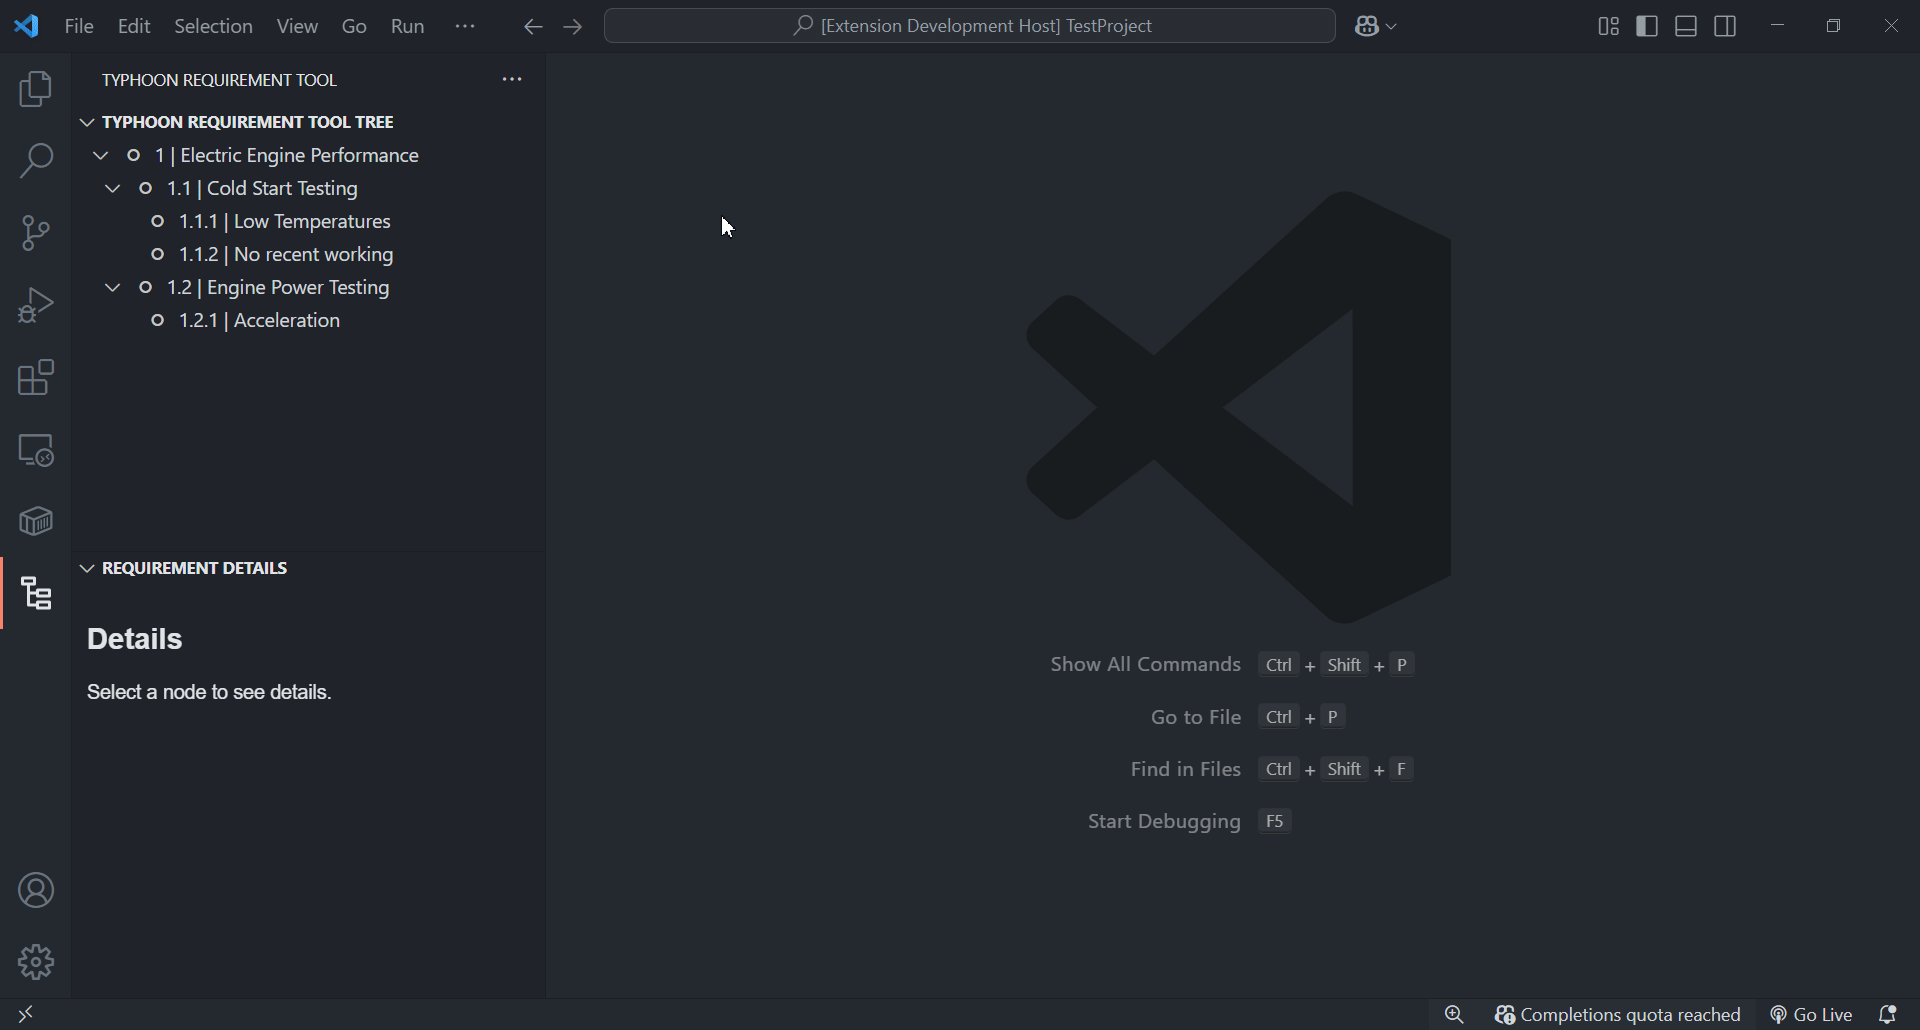 File Edit Selection View Go Run ··· [Extension Development Host] TestProject
TYPHOON REQUIREMENT TOOL ···
TYPHOON REQUIREMENT TOOL TREE
1 | Electric Engine Performance
1.1 | Cold Start Testing
1.1.1 | Low Temperatures
1.1.2 | No recent working
1.2 | Engine Power Testing
1.2.1 | Acceleration
REQUIREMENT DETAILS
Details
Select a node to see details.
Show All Commands Ctrl + Shift + P
Go to File Ctrl + P
Find in Files Ctrl + Shift + F
Start Debugging F5
Completions quota reached Go Live